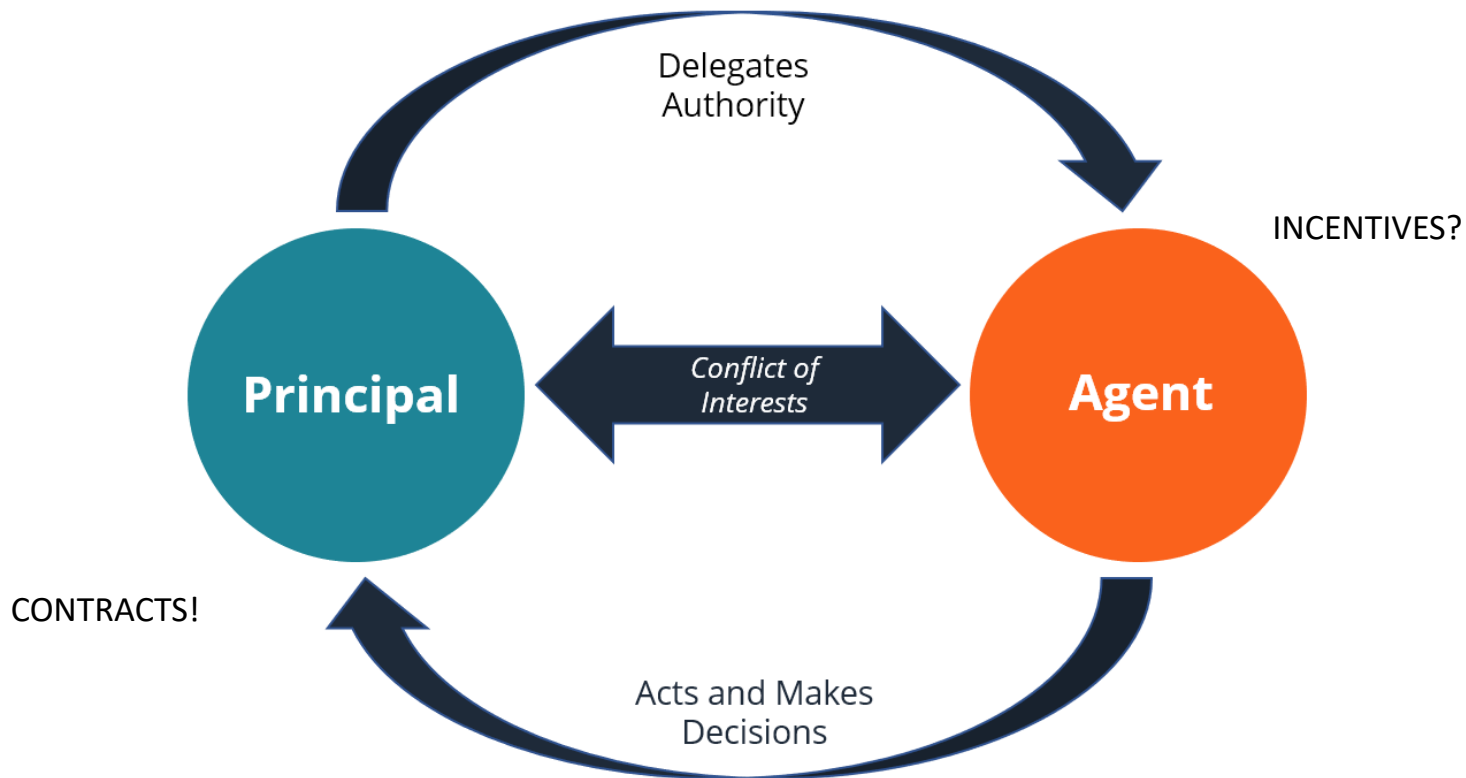 Delegates
Authority
INCENTIVES?
Principal
Conflict of
Interests
Agent
CONTRACTS!
Acts and Makes
Decisions